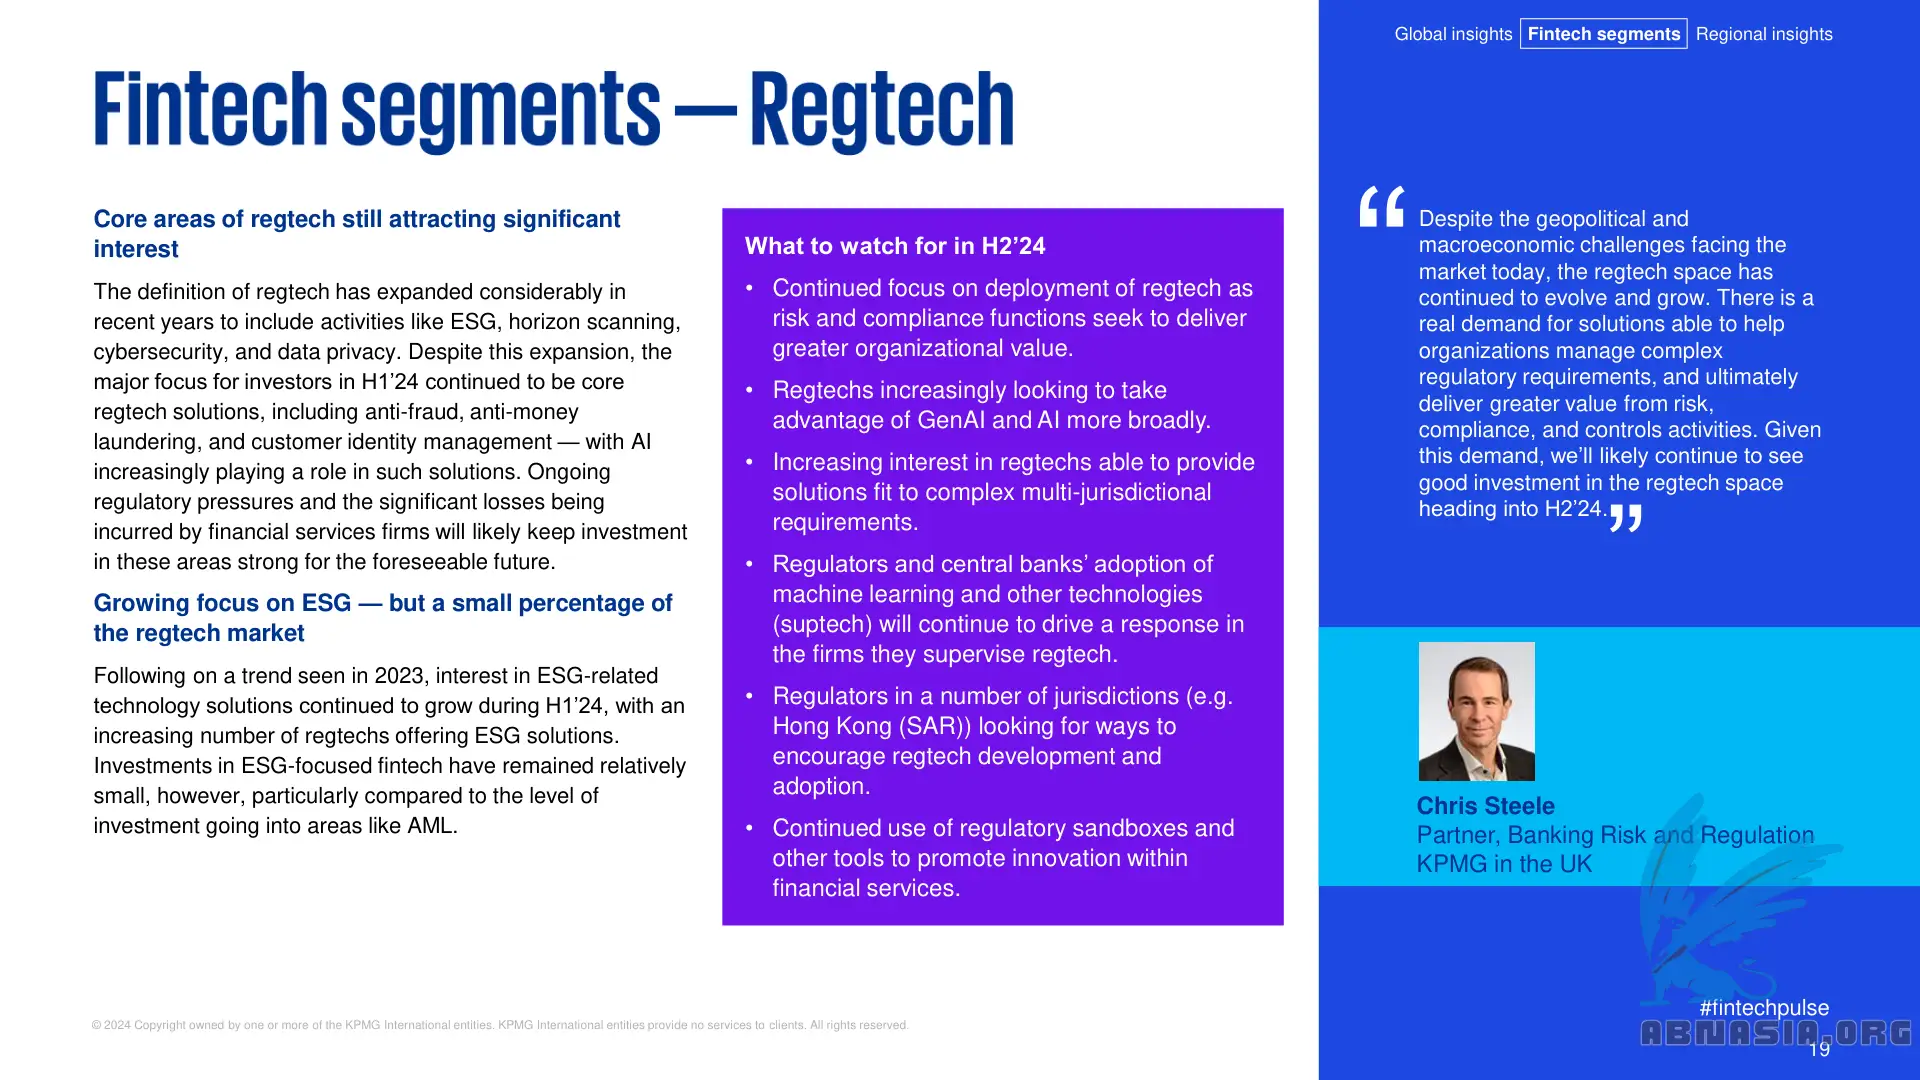 Global insights
Fintech segments
Regional insights
Fintech segments — Regtech
Core areas of regtech still attracting significant
interest
The definition of regtech has expanded considerably in
recent years to include activities like ESG, horizon scanning,
cybersecurity, and data privacy. Despite this expansion, the
major focus for investors in H1’24 continued to be core
regtech solutions, including anti-fraud, anti-money
laundering, and customer identity management — with AI
increasingly playing a role in such solutions. Ongoing
regulatory pressures and the significant losses being
incurred by financial services firms will likely keep investment
in these areas strong for the foreseeable future.
Growing focus on ESG — but a small percentage of
the regtech market
Following on a trend seen in 2023, interest in ESG-related
technology solutions continued to grow during H1’24, with an
increasing number of regtechs offering ESG solutions.
Investments in ESG-focused fintech have remained relatively
small, however, particularly compared to the level of
investment going into areas like AML.
What to watch for in H2’24
• Continued focus on deployment of regtech as
risk and compliance functions seek to deliver
greater organizational value.
• Regtechs increasingly looking to take
advantage of GenAI and AI more broadly.
• Increasing interest in regtechs able to provide
solutions fit to complex multi-jurisdictional
requirements.
• Regulators and central banks’ adoption of
machine learning and other technologies
(suptech) will continue to drive a response in
the firms they supervise regtech.
• Regulators in a number of jurisdictions (e.g.
Hong Kong (SAR)) looking for ways to
encourage regtech development and
adoption.
• Continued use of regulatory sandboxes and
other tools to promote innovation within
financial services.
“Despite the geopolitical and
macroeconomic challenges facing the
market today, the regtech space has
continued to evolve and grow. There is a
real demand for solutions able to help
organizations manage complex
regulatory requirements, and ultimately
deliver greater value from risk,
compliance, and controls activities. Given
this demand, we’ll likely continue to see
good investment in the regtech space
heading into H2’24.”
Chris Steele
Partner, Banking Risk and Regulation
KPMG in the UK
© 2024 Copyright owned by one or more of the KPMG International entities. KPMG International entities provide no services to clients. All rights reserved.
#fintechpulse
ABNASIA.ORG
19